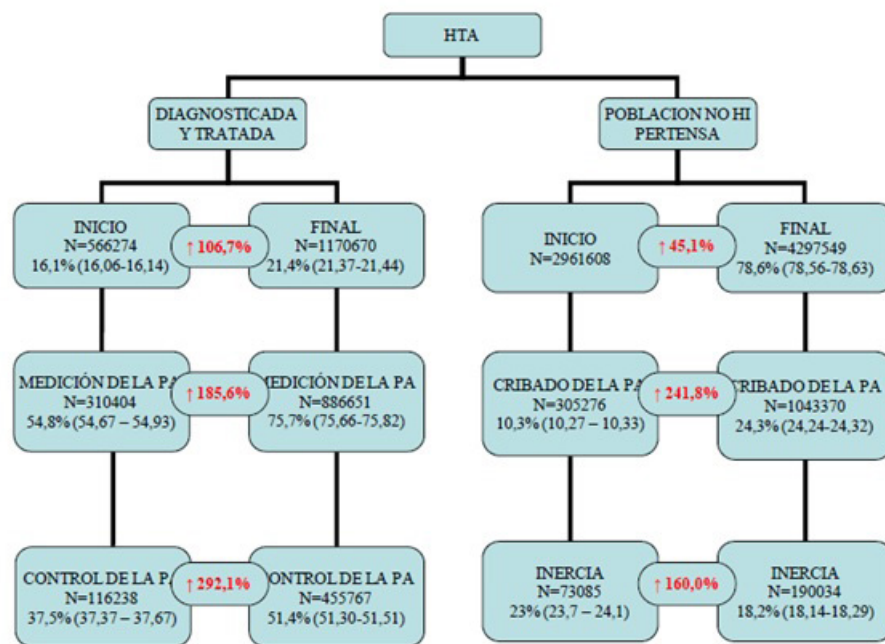 HTA
DIAGNOSTICADA
Y TRATADA
POBLACION NO HI
PERTENSA
INICIO
N=566274
16,1% (16,06-16,14)
↑ 106,7%
FINAL
N=1170670
21,4% (21,37-21,44)
INICIO
N=2961608
↑ 45,1%
FINAL
N=4297549
78,6% (78,56-78,63)
MEDICIÓN DE LA PA
N=310404
54,8% (54,67 – 54,93)
↑ 185,6%
MEDICIÓN DE LA PA
N=886651
75,7% (75,66-75,82)
CRIBADO DE LA PA
N=305276
10,3% (10,27 – 10,33)
↑ 241,8%
CRIBADO DE LA PA
N=1043370
24,3% (24,24-24,32)
CONTROL DE LA PA
N=116238
37,5% (37,37 – 37,67)
↑ 292,1%
CONTROL DE LA PA
N=455767
51,4% (51,30-51,51)
INERCIA
N=73085
23% (23,7 – 24,1)
↑ 160,0%
INERCIA
N=190034
18,2% (18,14-18,29)